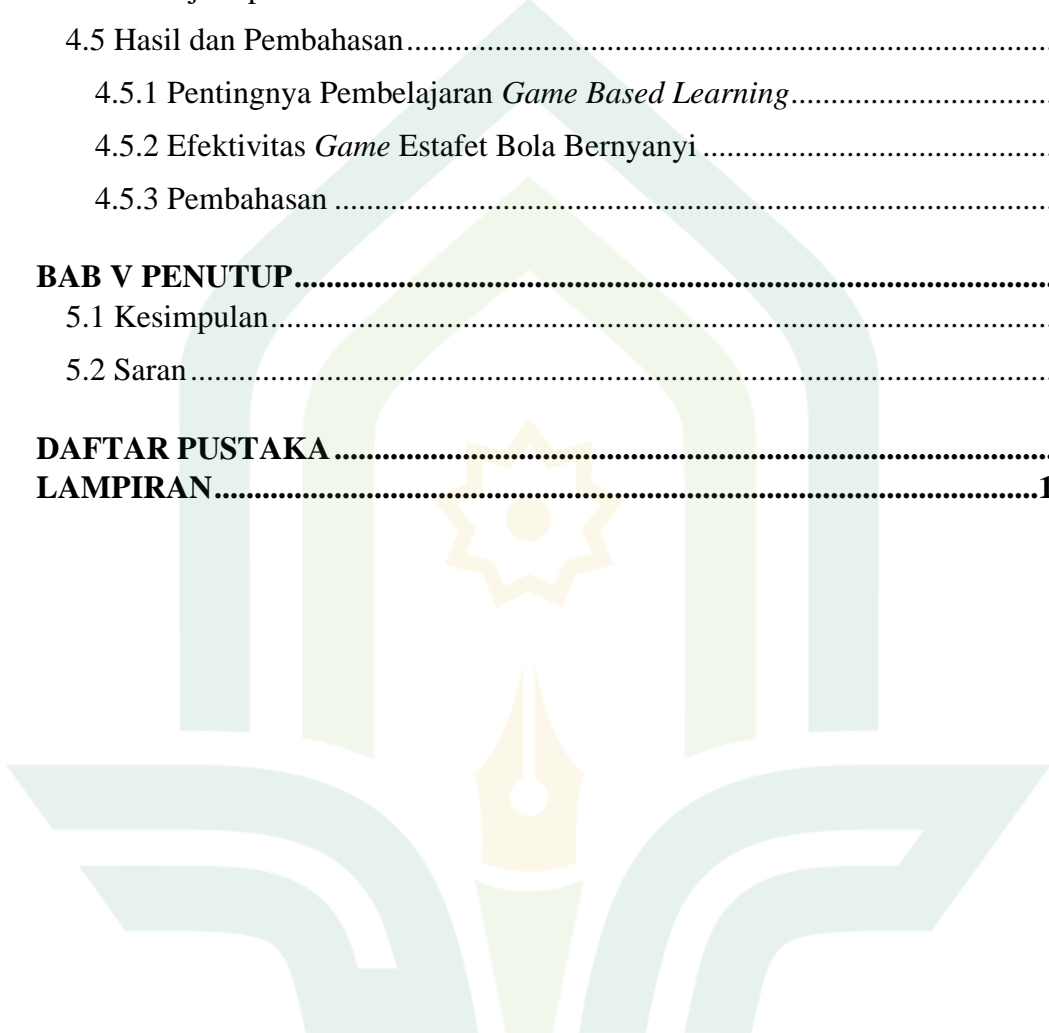 4.5 Hasil dan Pembahasan....................................................................................
4.5.1 Pentingnya Pembelajaran Game Based Learning.................................
4.5.2 Efektivitas Game Estafet Bola Bernyanyi............................................
4.5.3 Pembahasan..........................................................................................
BAB V PENUTUP................................................................................................
5.1 Kesimpulan....................................................................................................
5.2 Saran..............................................................................................................
DAFTAR PUSTAKA...........................................................................................
LAMPIRAN........................................................................................................1